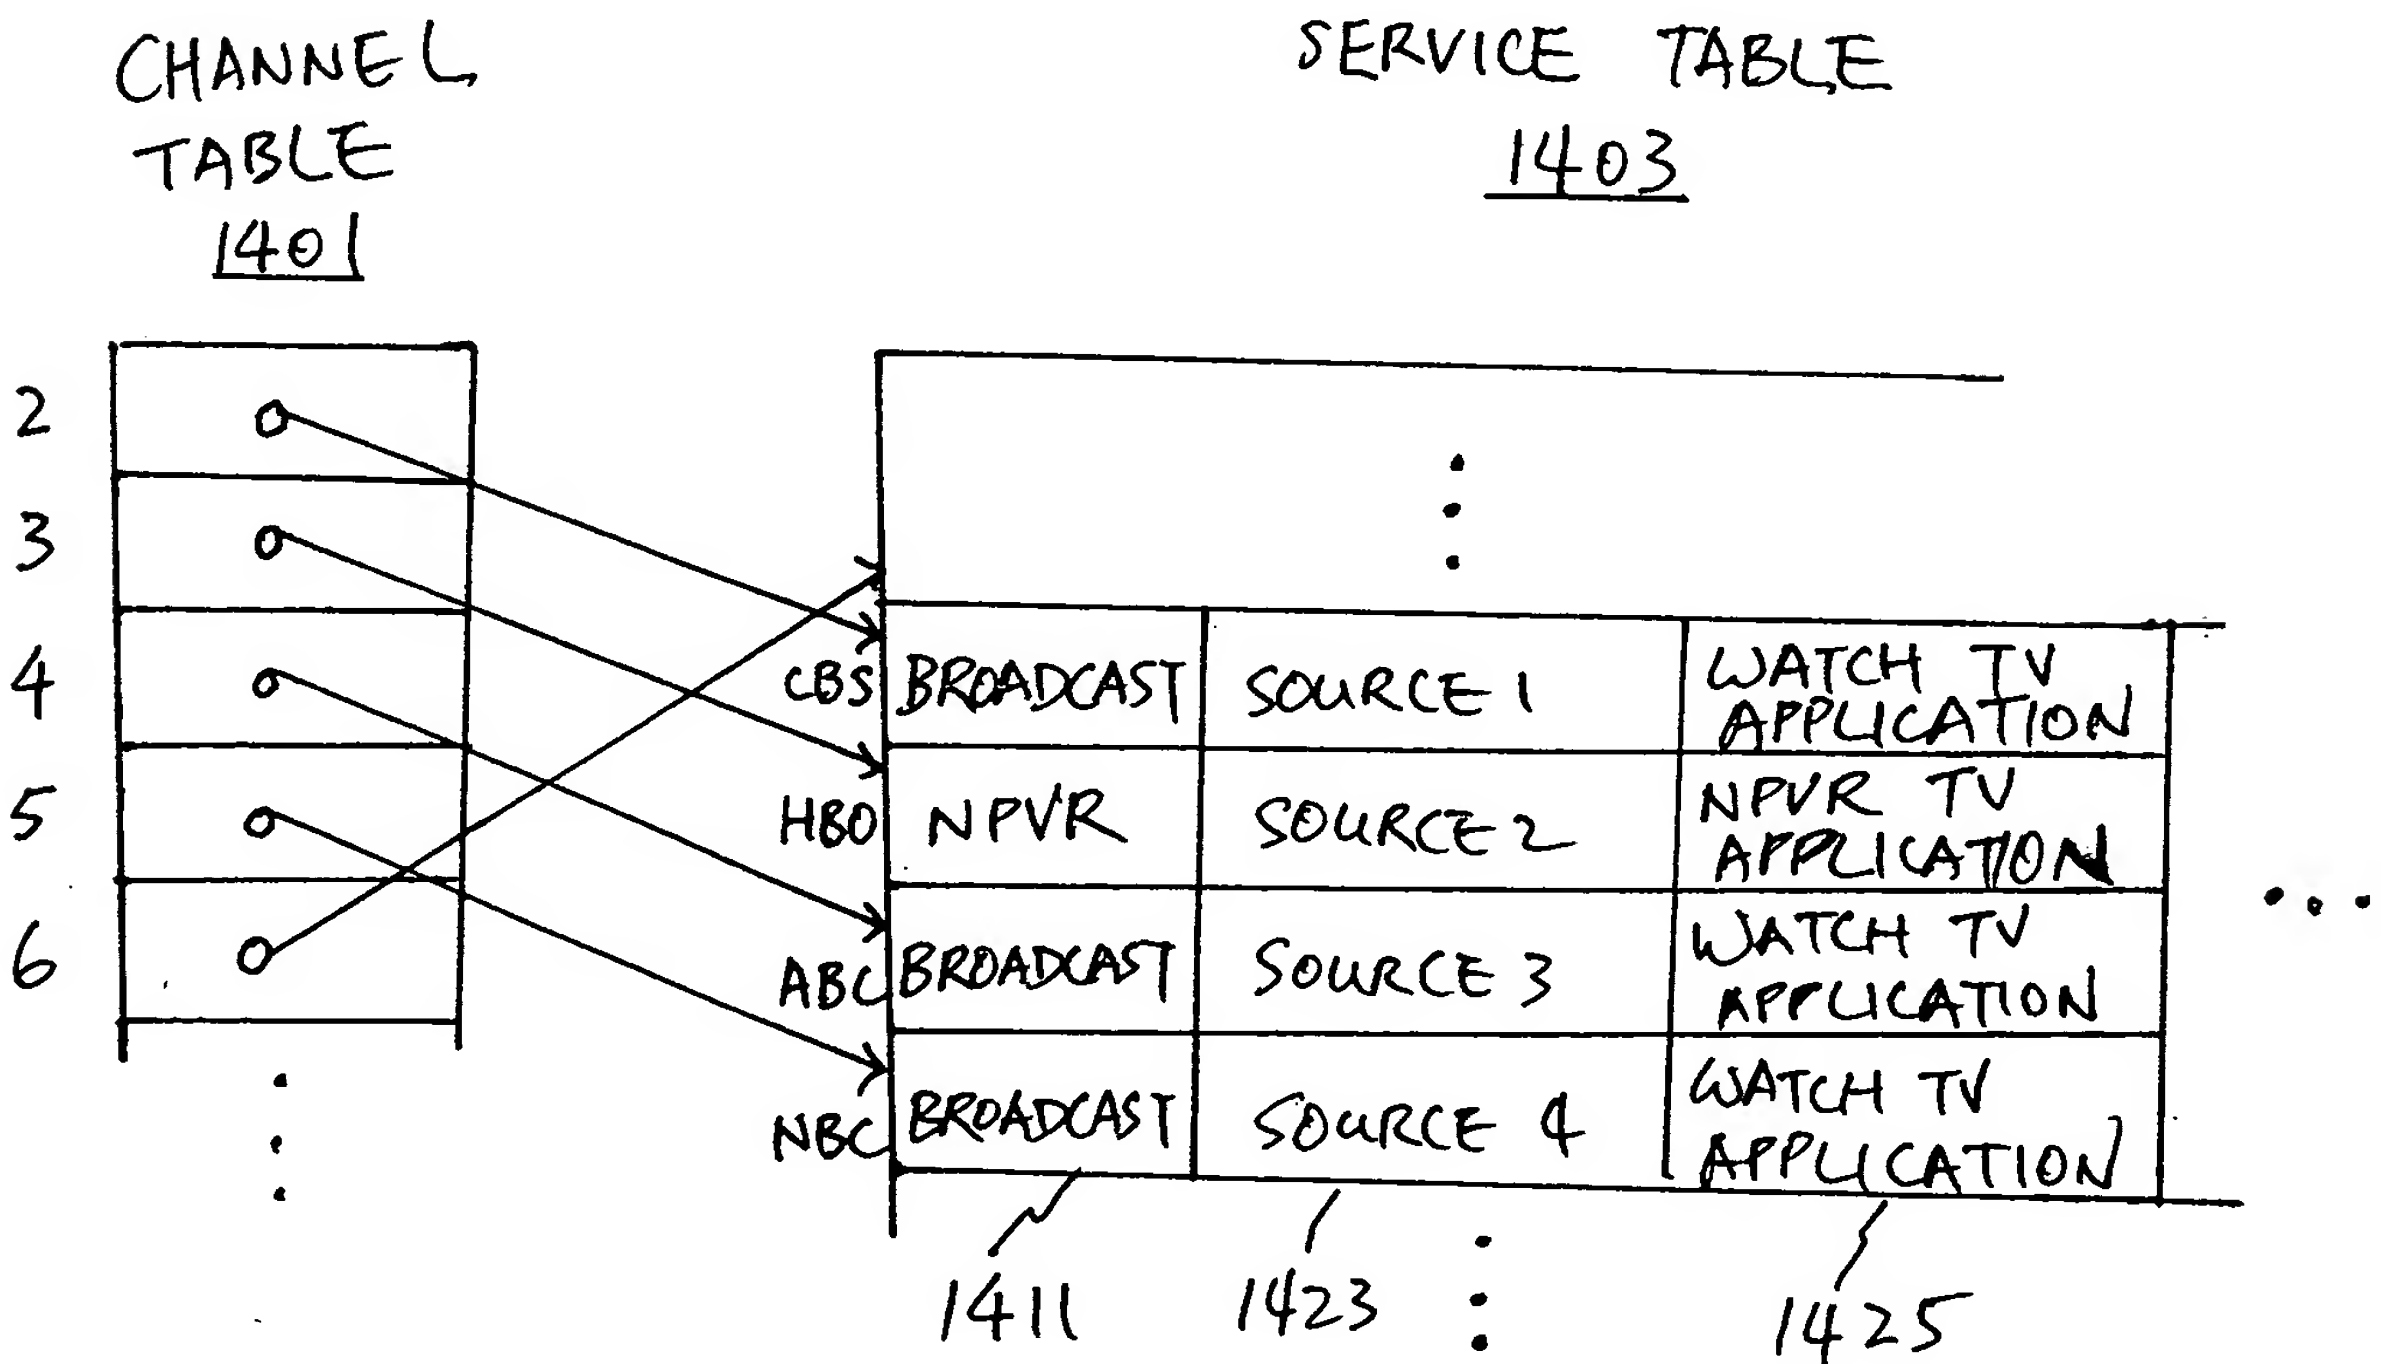 CHANNEL
TABLE
1401
SERVICE TABLE
1403
2
3
4
5
6
CBS BROADCAST SOURCE 1 WATCH TV
APPLICATION
HBO NPVR SOURCE 2 NPVR TV
APPLICATION
ABC BROADCAST SOURCE 3 WATCH TV
APPLICATION
NBC BROADCAST SOURCE 4 WATCH TV
APPLICATION
1411
1423
1425